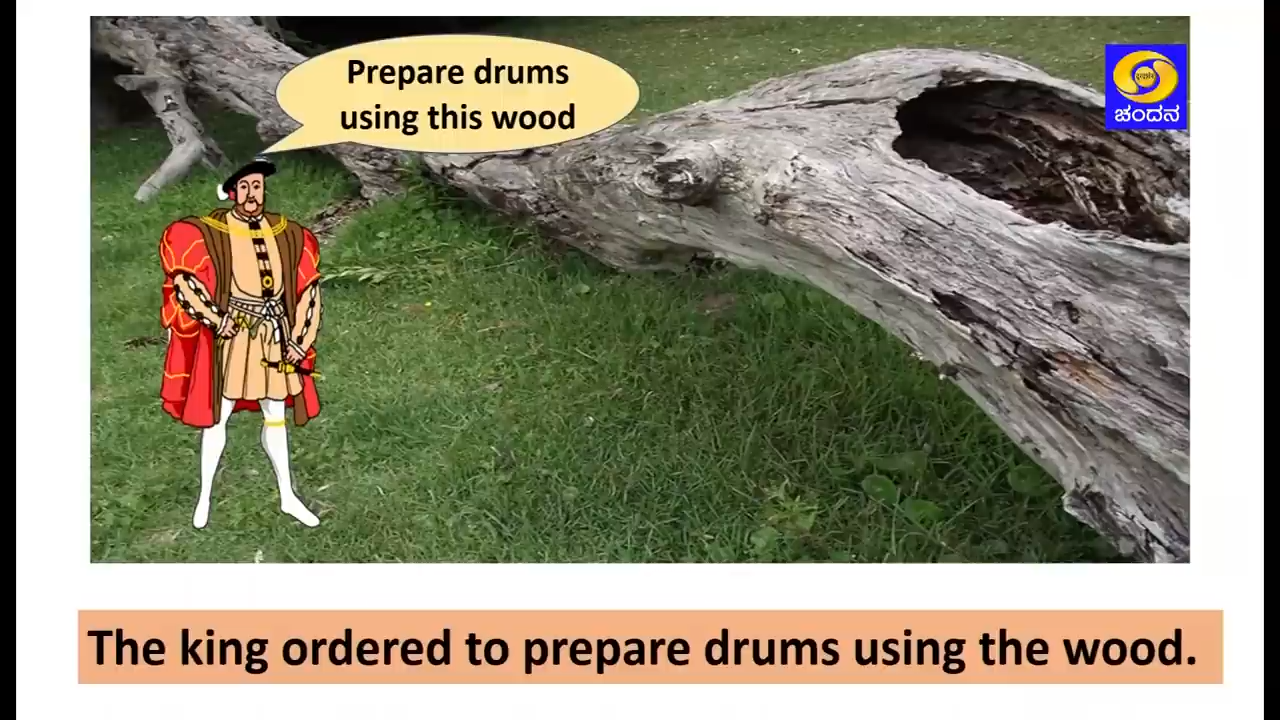 Prepare drums
using this wood
ಚಂದನ
The king ordered to prepare drums using the wood.